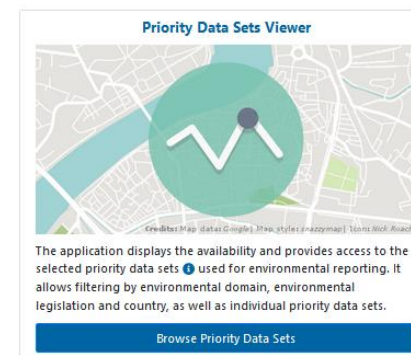 Priority Data Sets Viewer
Credits: Map data: Google| Map styles snazzymap| Icons Nick Roach
The application displays the availability and provides access to the
selected priority data sets used for environmental reporting. It
allows filtering by environmental domain, environmental
legislation and country, as well as individual priority data sets.
Browse Priority Data Sets